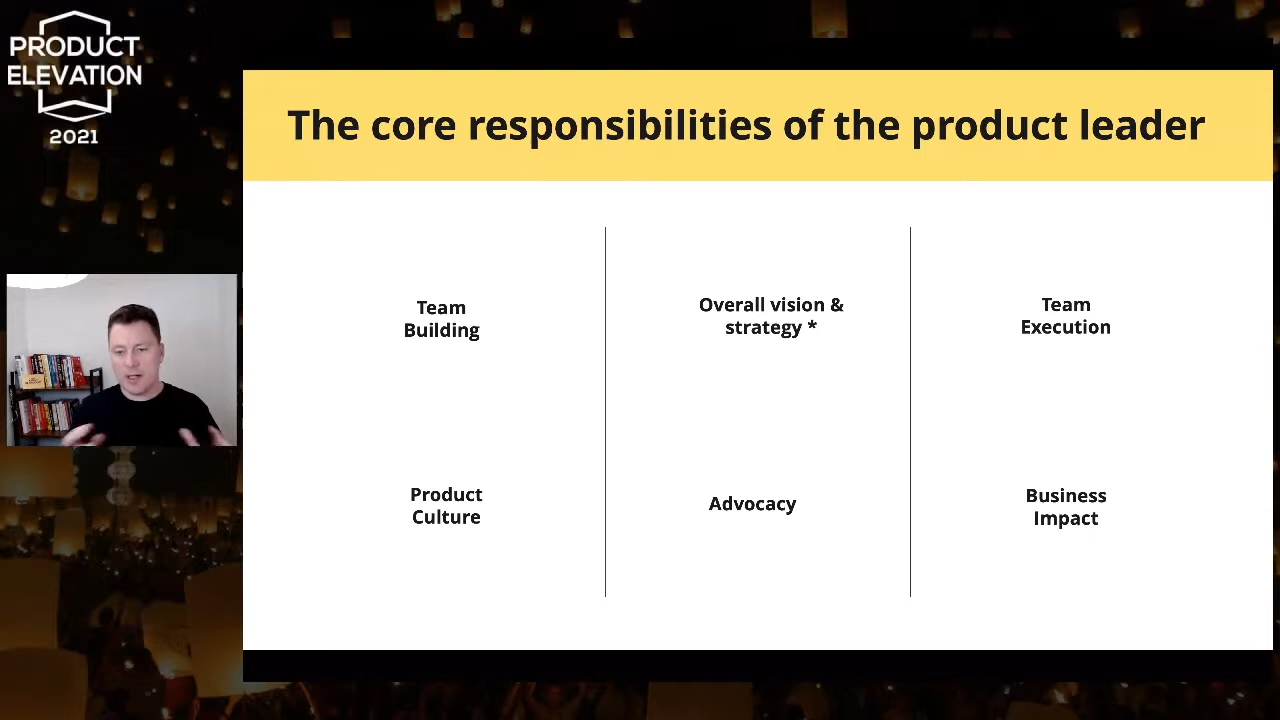 PRODUCT
ELEVATION
2021
The core responsibilities of the product leader
Team
Building
Overall vision &
strategy *
Team
Execution
Product
Culture
Advocacy
Business
Impact